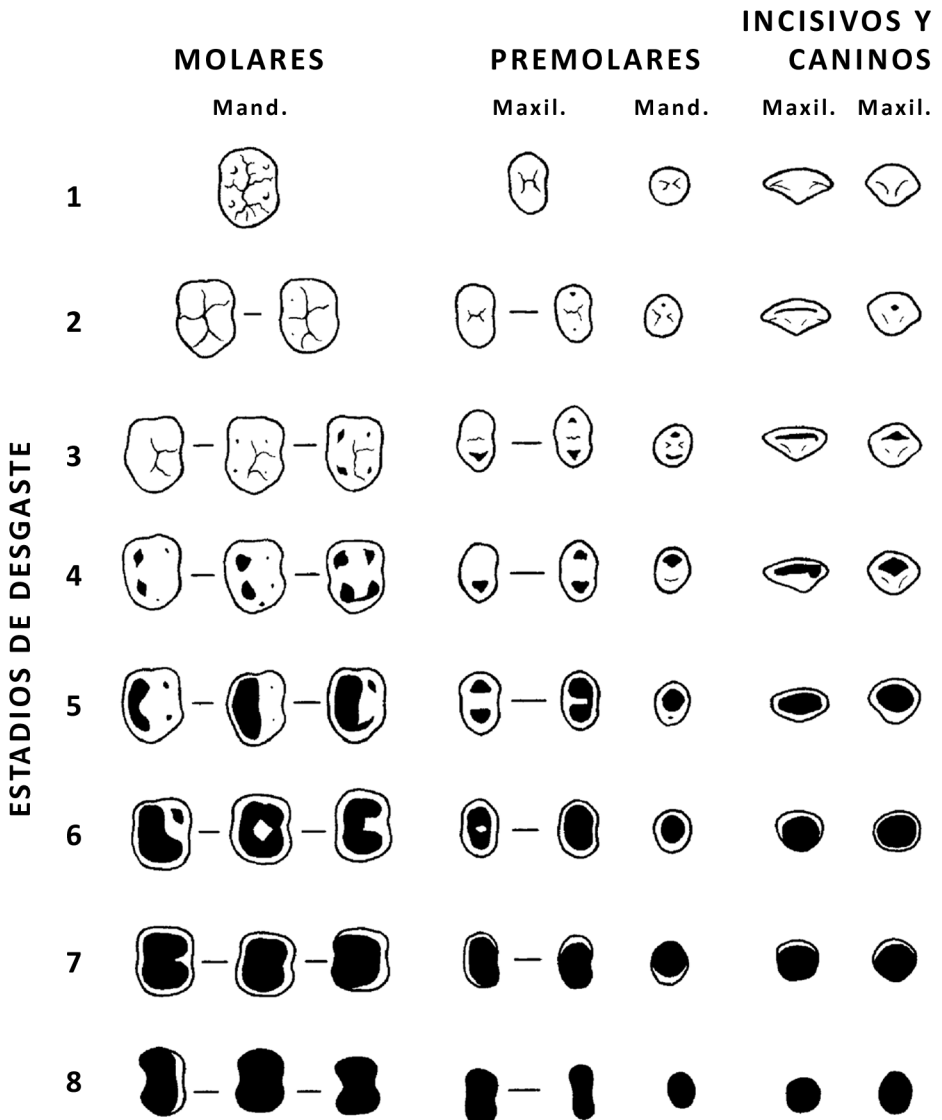 INCISIVOS Y
MOLARES PREMOLARES CANINOS
Mand. Maxil. Mand. Maxil. Maxil.
ESTADIOS DE DESGASTE
1
2
3
4
5
6
7
8